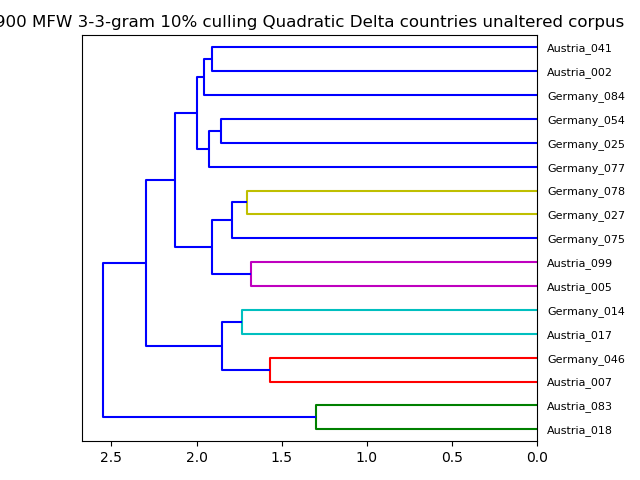 900 MFW 3-3-gram 10% culling Quadratic Delta countries unaltered corpus
Austria_041
Austria_002
Germany_084
Germany_054
Germany_025
Germany_077
Germany_078
Germany_027
Germany_075
Austria_099
Austria_005
Germany_014
Austria_017
Germany_046
Austria_007
Austria_083
Austria_018
2.5 2.0 1.5 1.0 0.5 0.0